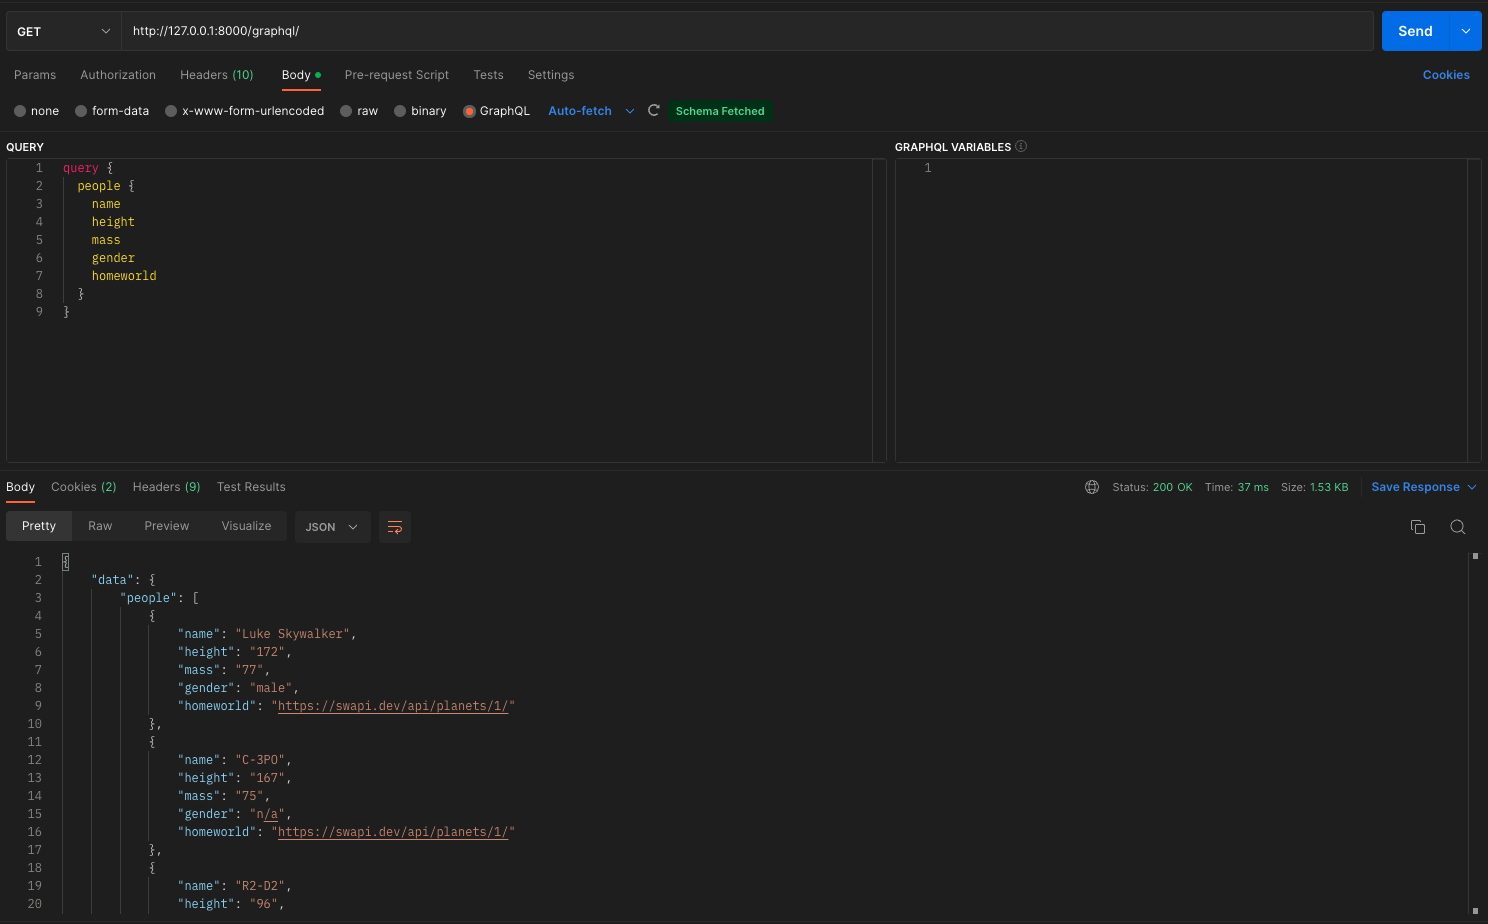 GET http://127.0.0.1:8000/graphql/ Send
Params Authorization Headers (10) Body Pre-request Script Tests Settings Cookies
none form-data x-www-form-urlencoded raw binary GraphQL Auto-fetch Schema Fetched
QUERY
1 query {
2 people {
3 name
4 height
5 mass
6 gender
7 homeworld
8 }
9 }
GRAPHQL VARIABLES
1
Body Cookies (2) Headers (9) Test Results Status: 200 OK Time: 37 ms Size: 1.53 KB Save Response
Pretty Raw Preview Visualize JSON
1 {
2 "data": {
3 "people": [
4 {
5 "name": "Luke Skywalker",
6 "height": "172",
7 "mass": "77",
8 "gender": "male",
9 "homeworld": "https://swapi.dev/api/planets/1/"
10 },
11 {
12 "name": "C-3PO",
13 "height": "167",
14 "mass": "75",
15 "gender": "n/a",
16 "homeworld": "https://swapi.dev/api/planets/1/"
17 },
18 {
19 "name": "R2-D2",
20 "height": "96",